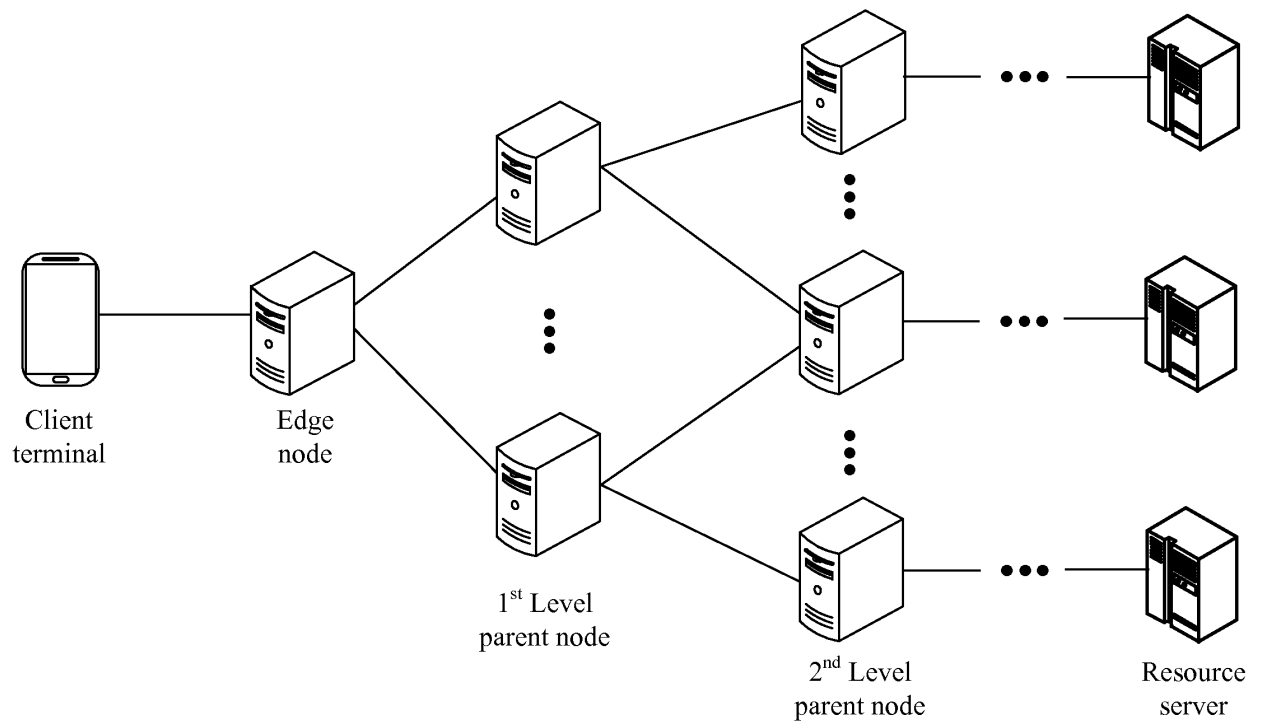 Client
terminal
Edge
node
1st Level
parent node
2nd Level
parent node
Resource
server